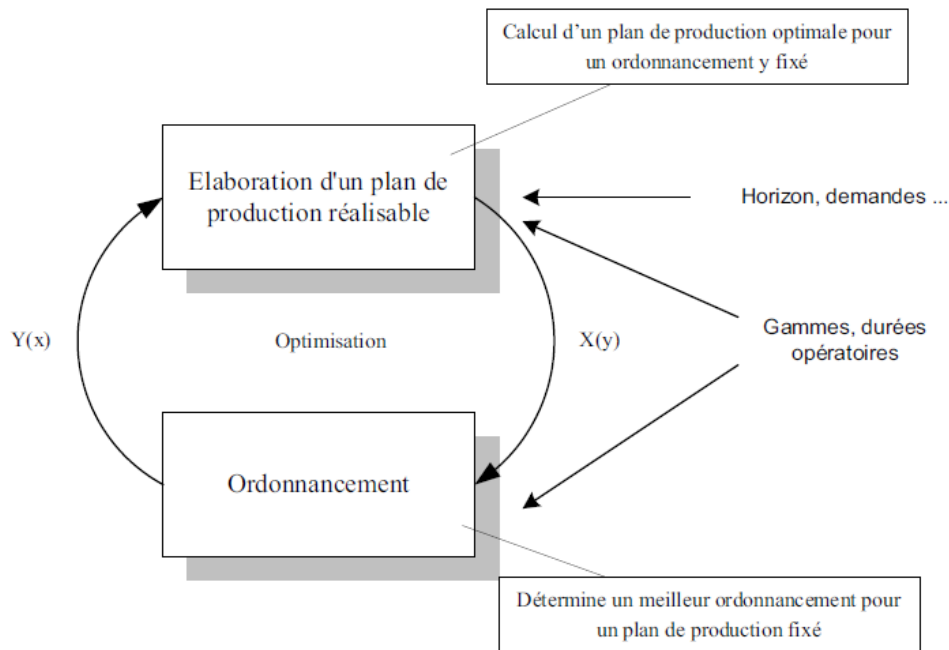 Calcul d'un plan de production optimale pour
un ordonnancement y fixé
Elaboration d'un plan de
production réalisable
Horizon, demandes ...
Y(x)
Optimisation
X(y)
Gammes, durées
opératoires
Ordonnancement
Détermine un meilleur ordonnancement pour
un plan de production fixé